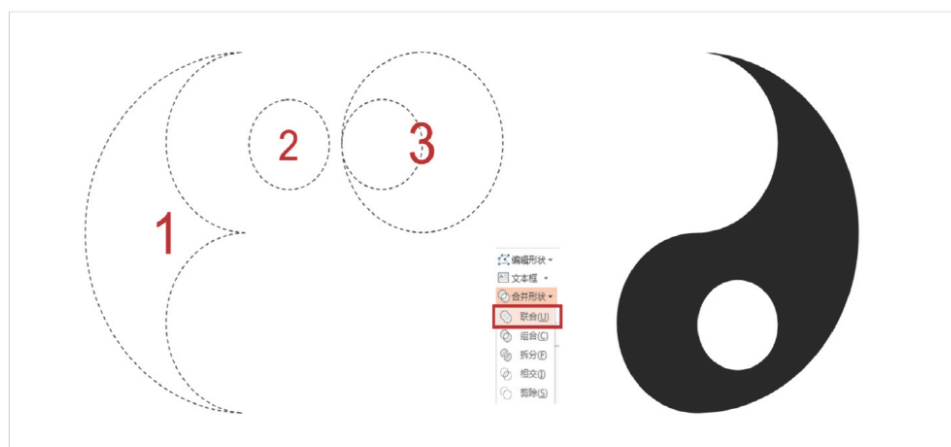 1
2
3
编辑形状
文本框
合并形状
联合(U)
组合(C)
拆分(F)
相交(I)
剪除(S)